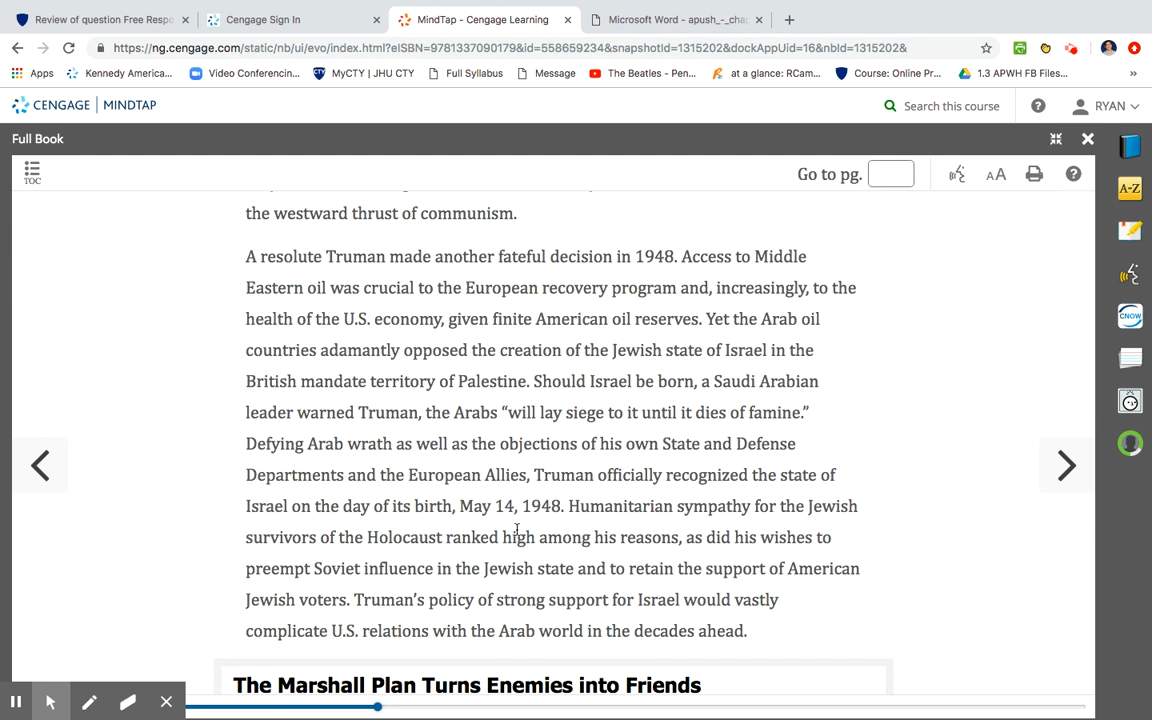 Review of question Free Respo
Cengage Sign In
MindTap - Cengage Learning
Microsoft Word - apush_-_cha
https://ng.cengage.com/static/nb/ui/evo/index.html?eISBN=9781337090179&id=558659234&snapshotId=1315202&dockAppUid=16&nbId=1315202&
Apps
Kennedy America...
Video Conferencin...
CTY
MyCTY | JHU CTY
Full Syllabus
Message
The Beatles - Pen...
at a glance: RCam...
Course: Online Pr...
1.3 APWH FB Files...
CENGAGE | MINDTAP
Search this course
RYAN
Full Book
TOC
Go to pg.
AA
A-Z
CNOW
the westward thrust of communism.
A resolute Truman made another fateful decision in 1948. Access to Middle
Eastern oil was crucial to the European recovery program and, increasingly, to the
health of the U.S. economy, given finite American oil reserves. Yet the Arab oil
countries adamantly opposed the creation of the Jewish state of Israel in the
British mandate territory of Palestine. Should Israel be born, a Saudi Arabian
leader warned Truman, the Arabs “will lay siege to it until it dies of famine.”
Defying Arab wrath as well as the objections of his own State and Defense
Departments and the European Allies, Truman officially recognized the state of
Israel on the day of its birth, May 14, 1948. Humanitarian sympathy for the Jewish
survivors of the Holocaust ranked high among his reasons, as did his wishes to
preempt Soviet influence in the Jewish state and to retain the support of American
Jewish voters. Truman’s policy of strong support for Israel would vastly
complicate U.S. relations with the Arab world in the decades ahead.
The Marshall Plan Turns Enemies into Friends